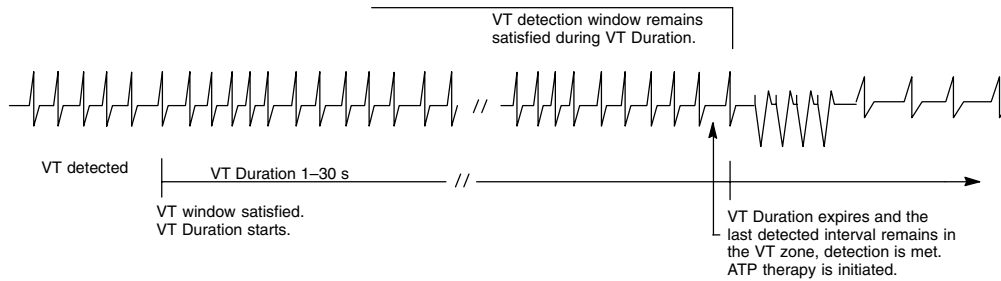 VT detection window remains
satisfied during VT Duration.
//
VT detected
VT Duration 1–30 s
//
VT window satisfied.
VT Duration starts.
VT Duration expires and the
last detected interval remains in
the VT zone, detection is met.
ATP therapy is initiated.